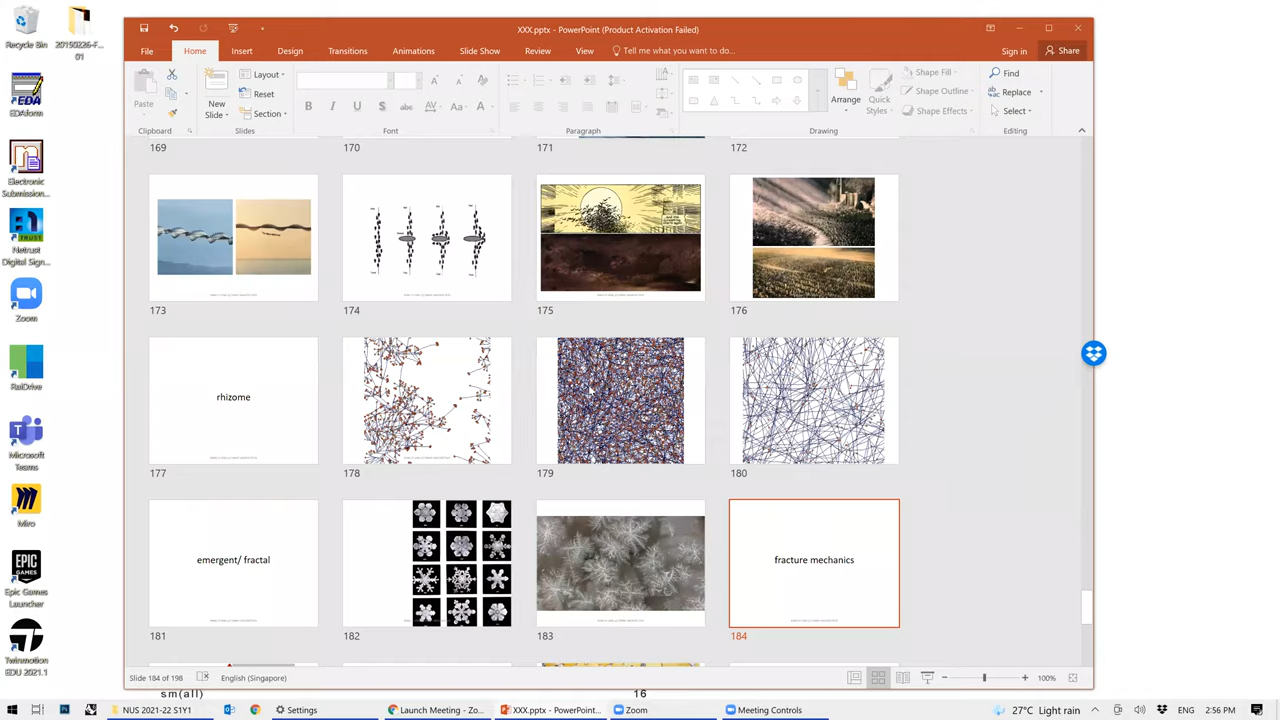 Recycle Bin
20190226-F...
01
EDAform
Electronic
Submission...
Netrust
Digital Sign...
Zoom
RaiDrive
Microsoft
Teams
Miro
Epic Games
Launcher
Twinmotion
EDU 2021.1
XXX.pptx - PowerPoint (Product Activation Failed)
File
Home
Insert
Design
Transitions
Animations
Slide Show
Review
View
Tell me what you want to do...
Sign in
Share
Paste
Clipboard
New
Slide
Layout
Reset
Section
Slides
Font
Paragraph
Arrange
Quick
Styles
Shape Fill
Shape Outline
Shape Effects
Drawing
Find
Replace
Select
Editing
169
170
171
172
173
174
175
176
rhizome
177
178
179
180
emergent/ fractal
181
182
183
fracture mechanics
184
Slide 184 of 198
English (Singapore)
100%
sm(all)
16
NUS 2021-22 S1Y1
Settings
Launch Meeting - Zo...
XXX.pptx - PowerPoint...
Zoom
Meeting Controls
27°C Light rain
ENG
2:56 PM